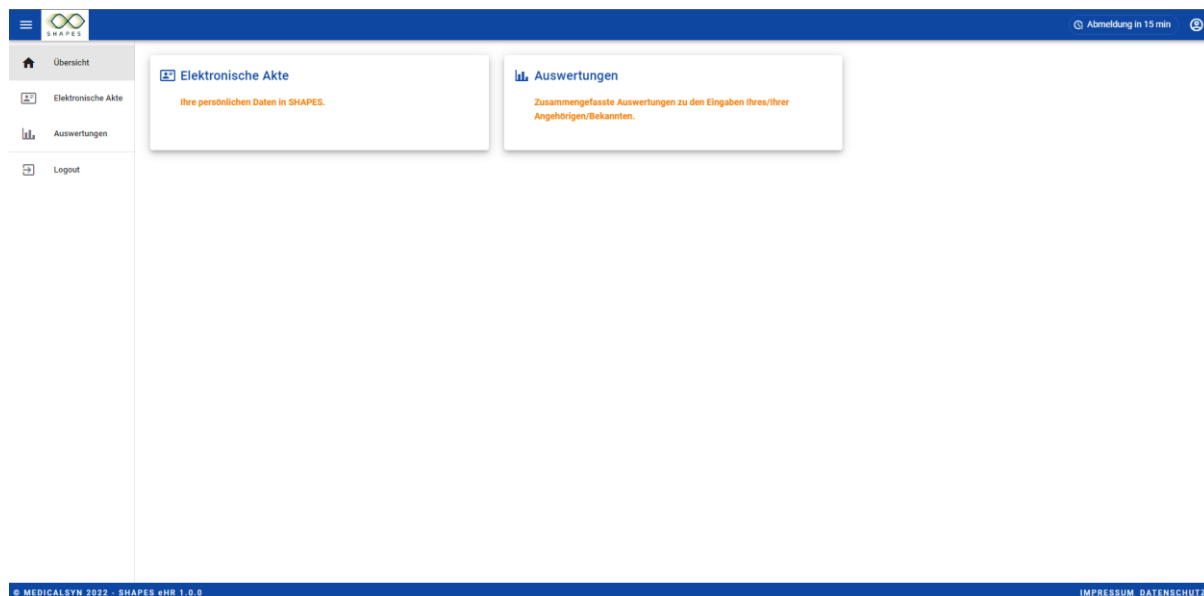 SHAPES
Abmeldung in 15 min
Übersicht
Elektronische Akte
Auswertungen
Logout
Elektronische Akte
Ihre persönlichen Daten in SHAPES.
Auswertungen
Zusammengefasste Auswertungen zu den Eingaben Ihres/Ihrer
Angehörigen/Bekannten.
© MEDICALSYN 2022 - SHAPES eHR 1.0.0
IMPRESSUM DATENSCHUTZ